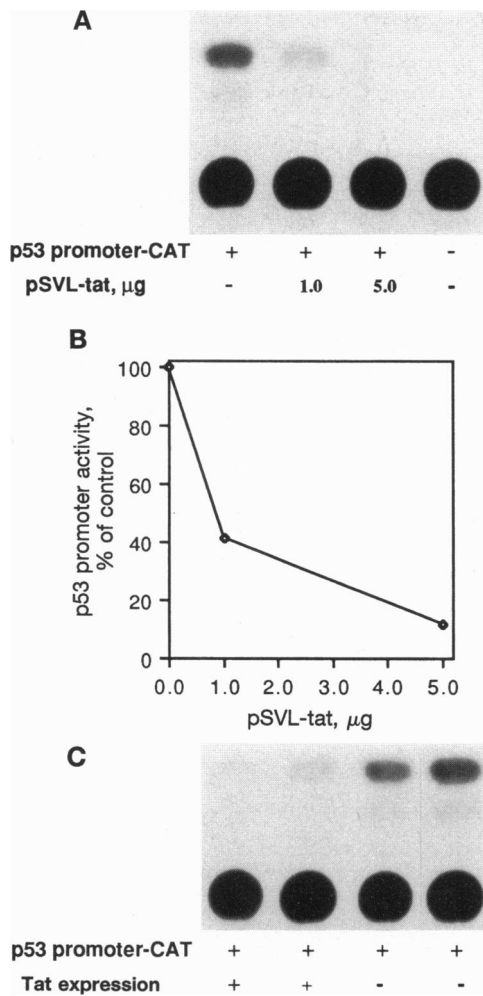 A
p53 promoter-CAT + + + -
pSVL-tat, µg - 1.0 5.0 -
B
p53 promoter activity,
% of control
100
80
60
40
20
0
0.0 1.0 2.0 3.0 4.0 5.0
pSVL-tat, µg
C
p53 promoter-CAT + + + +
Tat expression + + - -